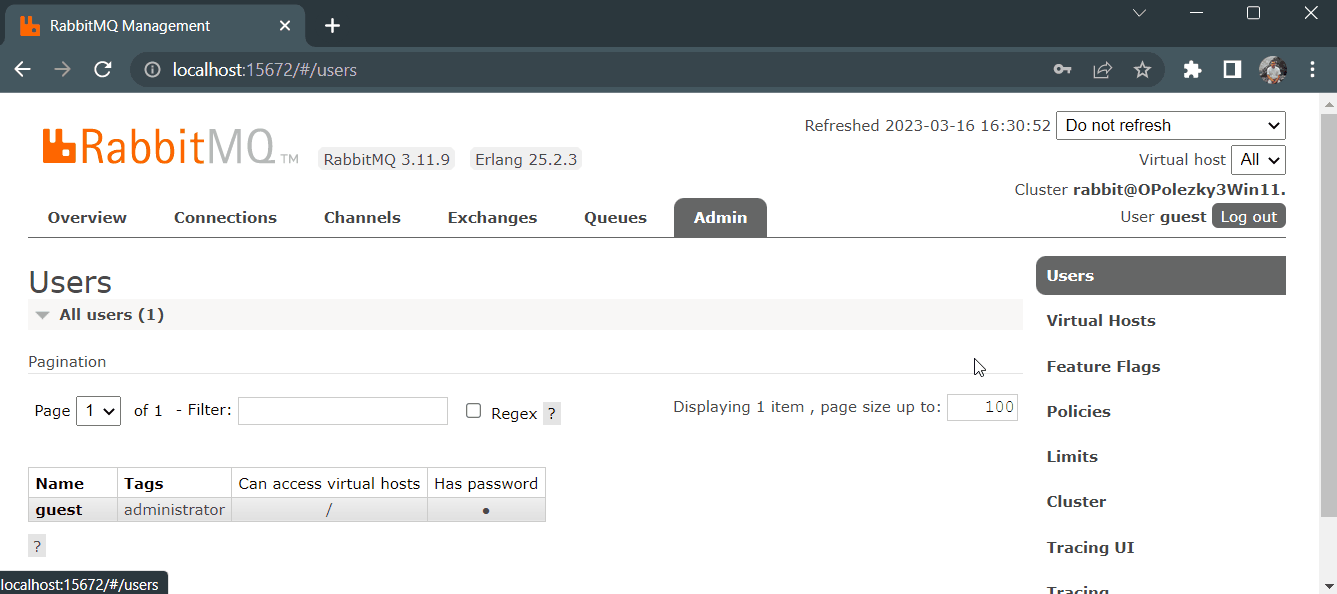 RabbitMQ Management
localhost:15672/#/users
RabbitMQ TM
RabbitMQ 3.11.9
Erlang 25.2.3
Refreshed 2023-03-16 16:30:52 Do not refresh
Virtual host All
Cluster rabbit@OPolezky3Win11.
User guest Log out
Overview Connections Channels Exchanges Queues Admin
Users
All users (1)
Pagination
Page 1 of 1 - Filter: Regex ? Displaying 1 item , page size up to: 100
Name Tags Can access virtual hosts Has password
guest administrator / ●
?
Users
Virtual Hosts
Feature Flags
Policies
Limits
Cluster
Tracing UI
Tracing
localhost:15672/#/users